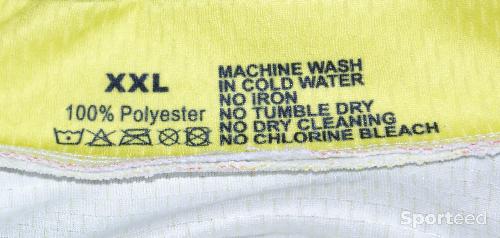 XXL
100% Polyester
MACHINE WASH
IN COLD WATER
NO IRON
NO TUMBLE DRY
NO DRY CLEANING
NO CHLORINE BLEACH
Sporteed